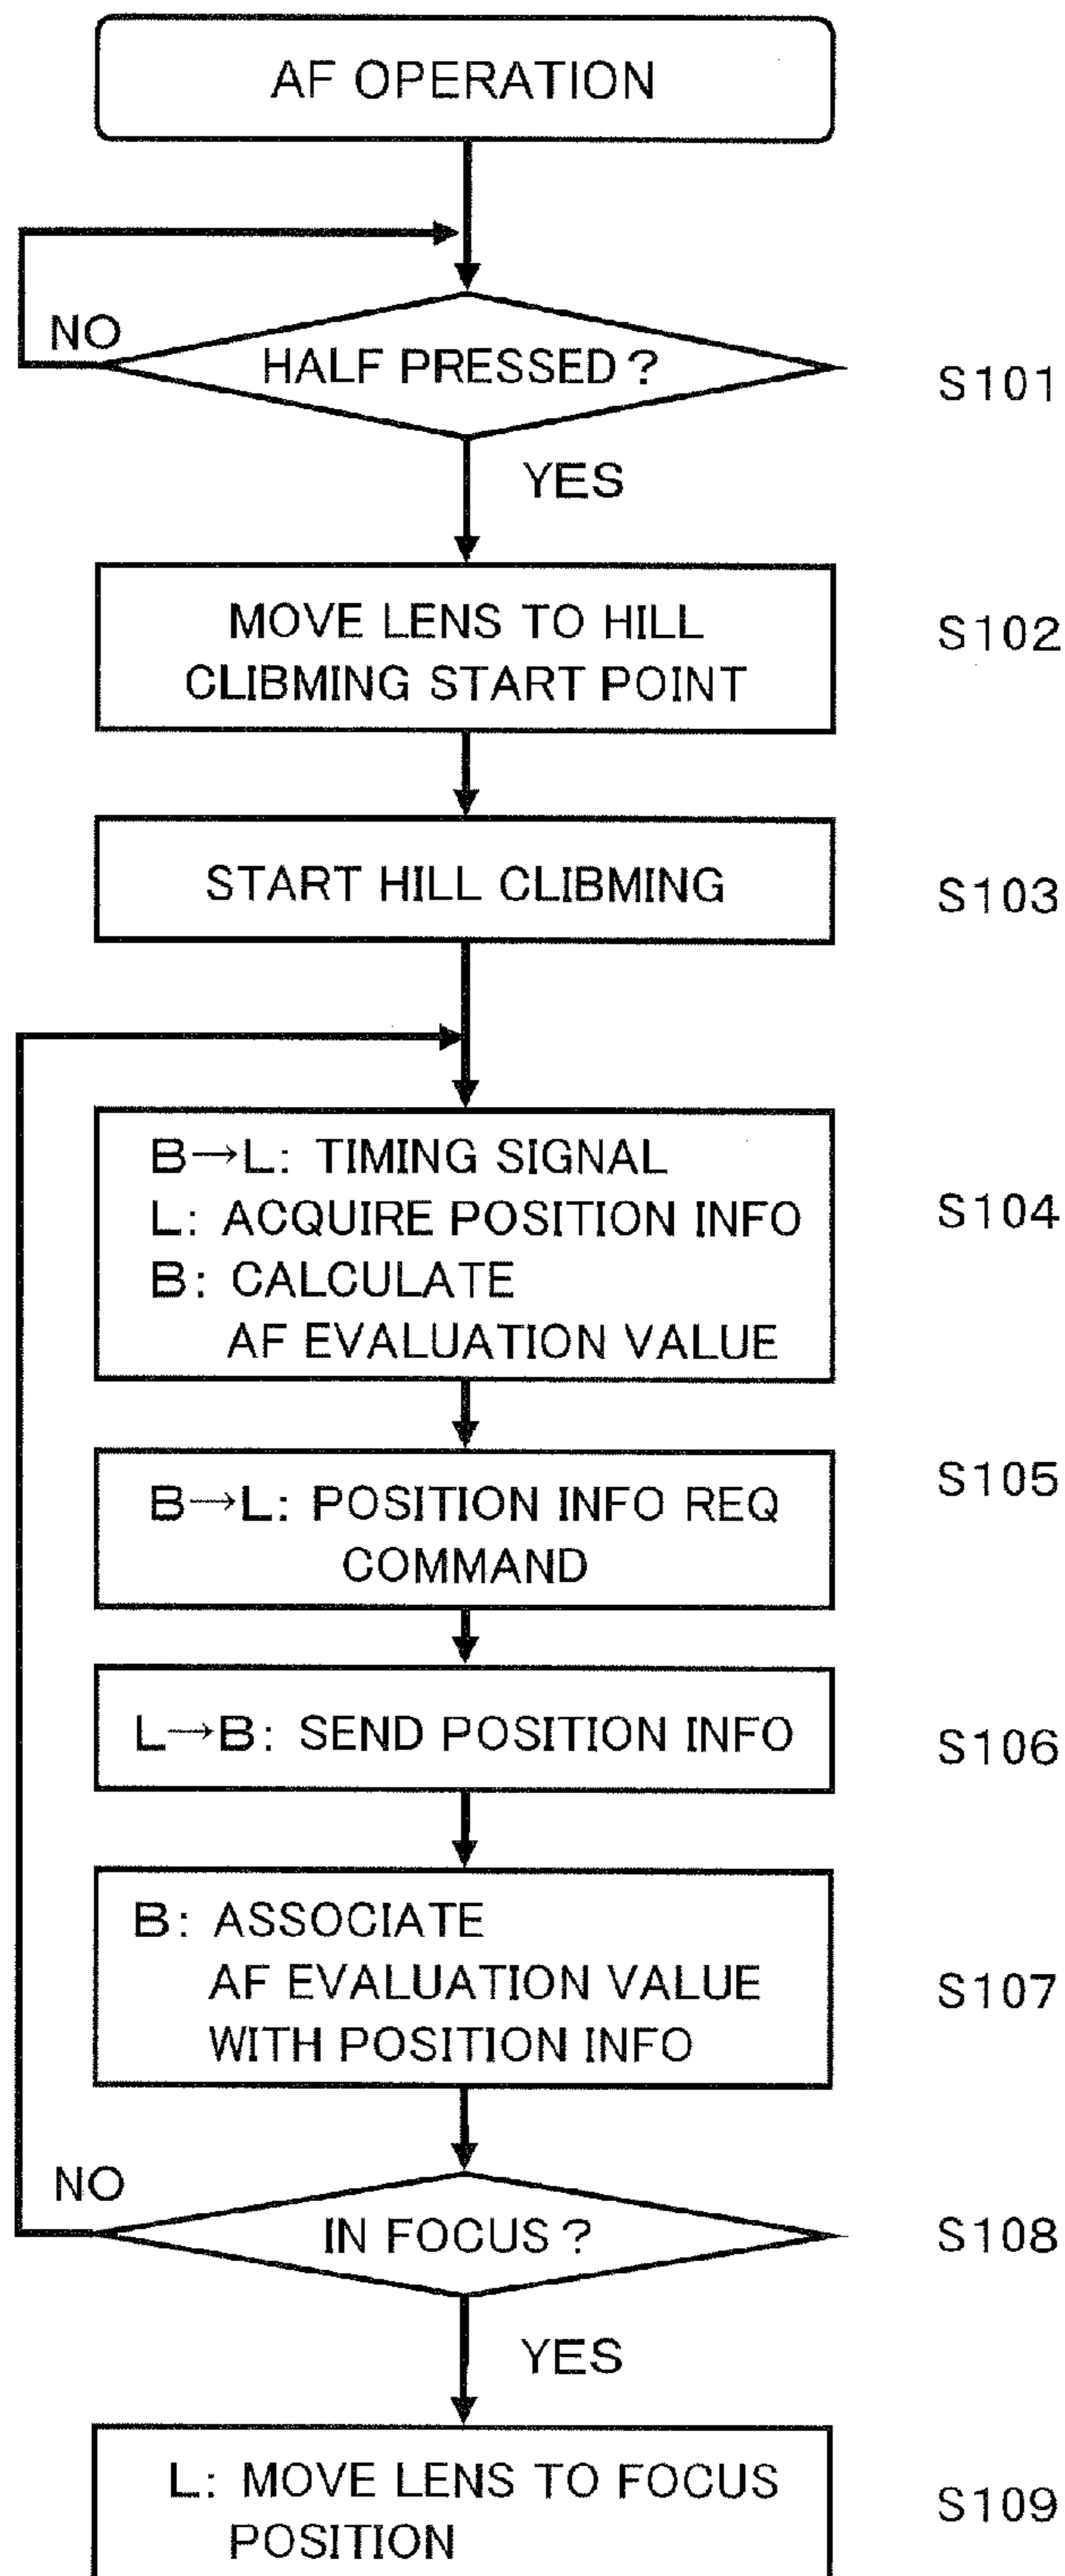 AF OPERATION
NO
HALF PRESSED?
S101
YES
MOVE LENS TO HILL
CLIBMING START POINT
S102
START HILL CLIBMING
S103
B→L: TIMING SIGNAL
L: ACQUIRE POSITION INFO
B: CALCULATE
AF EVALUATION VALUE
S104
B→L: POSITION INFO REQ
COMMAND
S105
L→B: SEND POSITION INFO
S106
B: ASSOCIATE
AF EVALUATION VALUE
WITH POSITION INFO
S107
NO
IN FOCUS?
S108
YES
L: MOVE LENS TO FOCUS
POSITION
S109